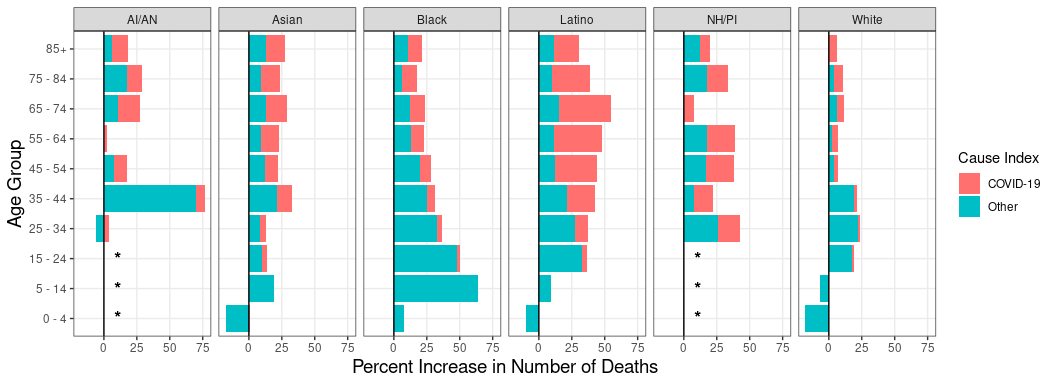 AI/AN Asian Black Latino NH/PI White
85+
75 - 84
65 - 74
55 - 64
45 - 54
35 - 44
25 - 34
15 - 24 * *
5 - 14 * *
0 - 4 * *
0 25 50 75 0 25 50 75 0 25 50 75 0 25 50 75 0 25 50 75 0 25 50 75
Percent Increase in Number of Deaths
Age Group
Cause Index
COVID-19
Other